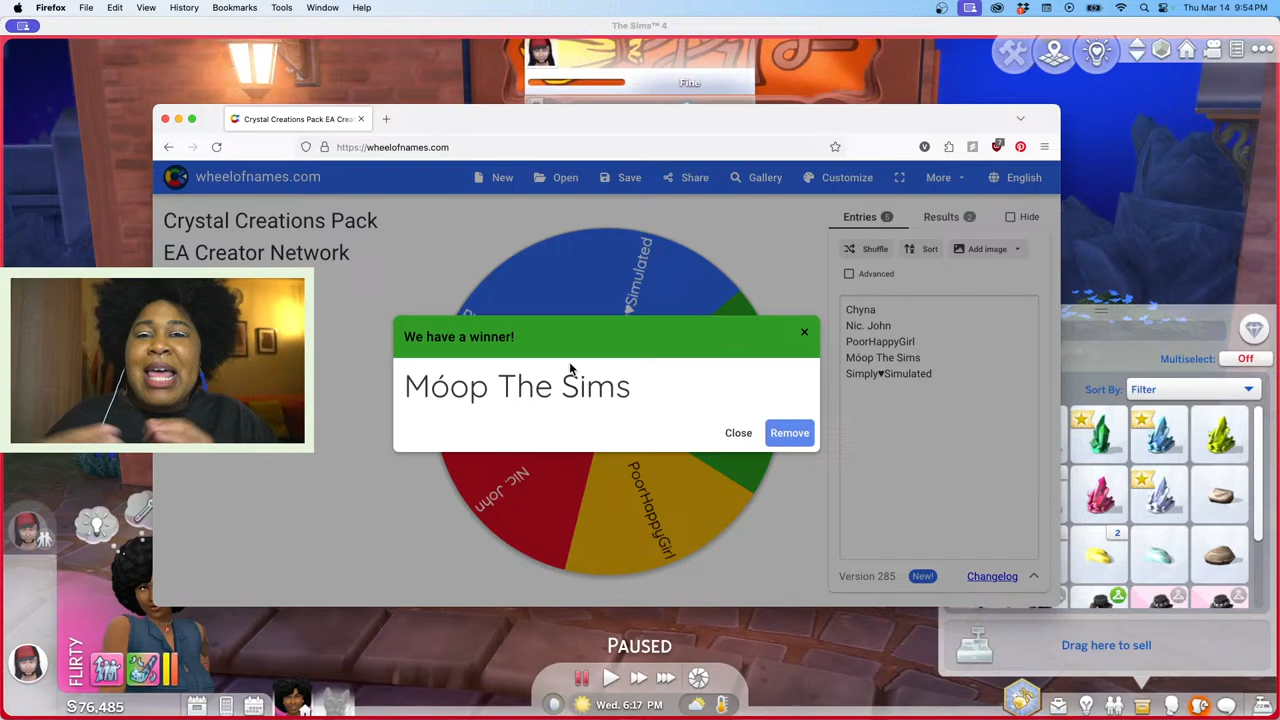 Firefox File Edit View History Bookmarks Tools Window Help Thu Mar 14 9:54 PM
The Sims™ 4
Fine
Crystal Creations Pack EA Crea
https://wheelofnames.com
wheelofnames.com New Open Save Share Gallery Customize More English
Crystal Creations Pack
EA Creator Network
Entries 5 Results 2 Hide
Shuffle Sort Add image
Advanced
Chyna
Nic. John
PoorHappyGirl
Móop The Sims
Simply♥Simulated
♥Simulated
We have a winner!
Móop The Sims
Close Remove
Nic. John
PoorHappyGirl
Version 285 New! Changelog
Multiselect: Off
Sort By: Filter
2
Drag here to sell
FLIRTY
PAUSED
§76,485
Wed. 6:17 PM